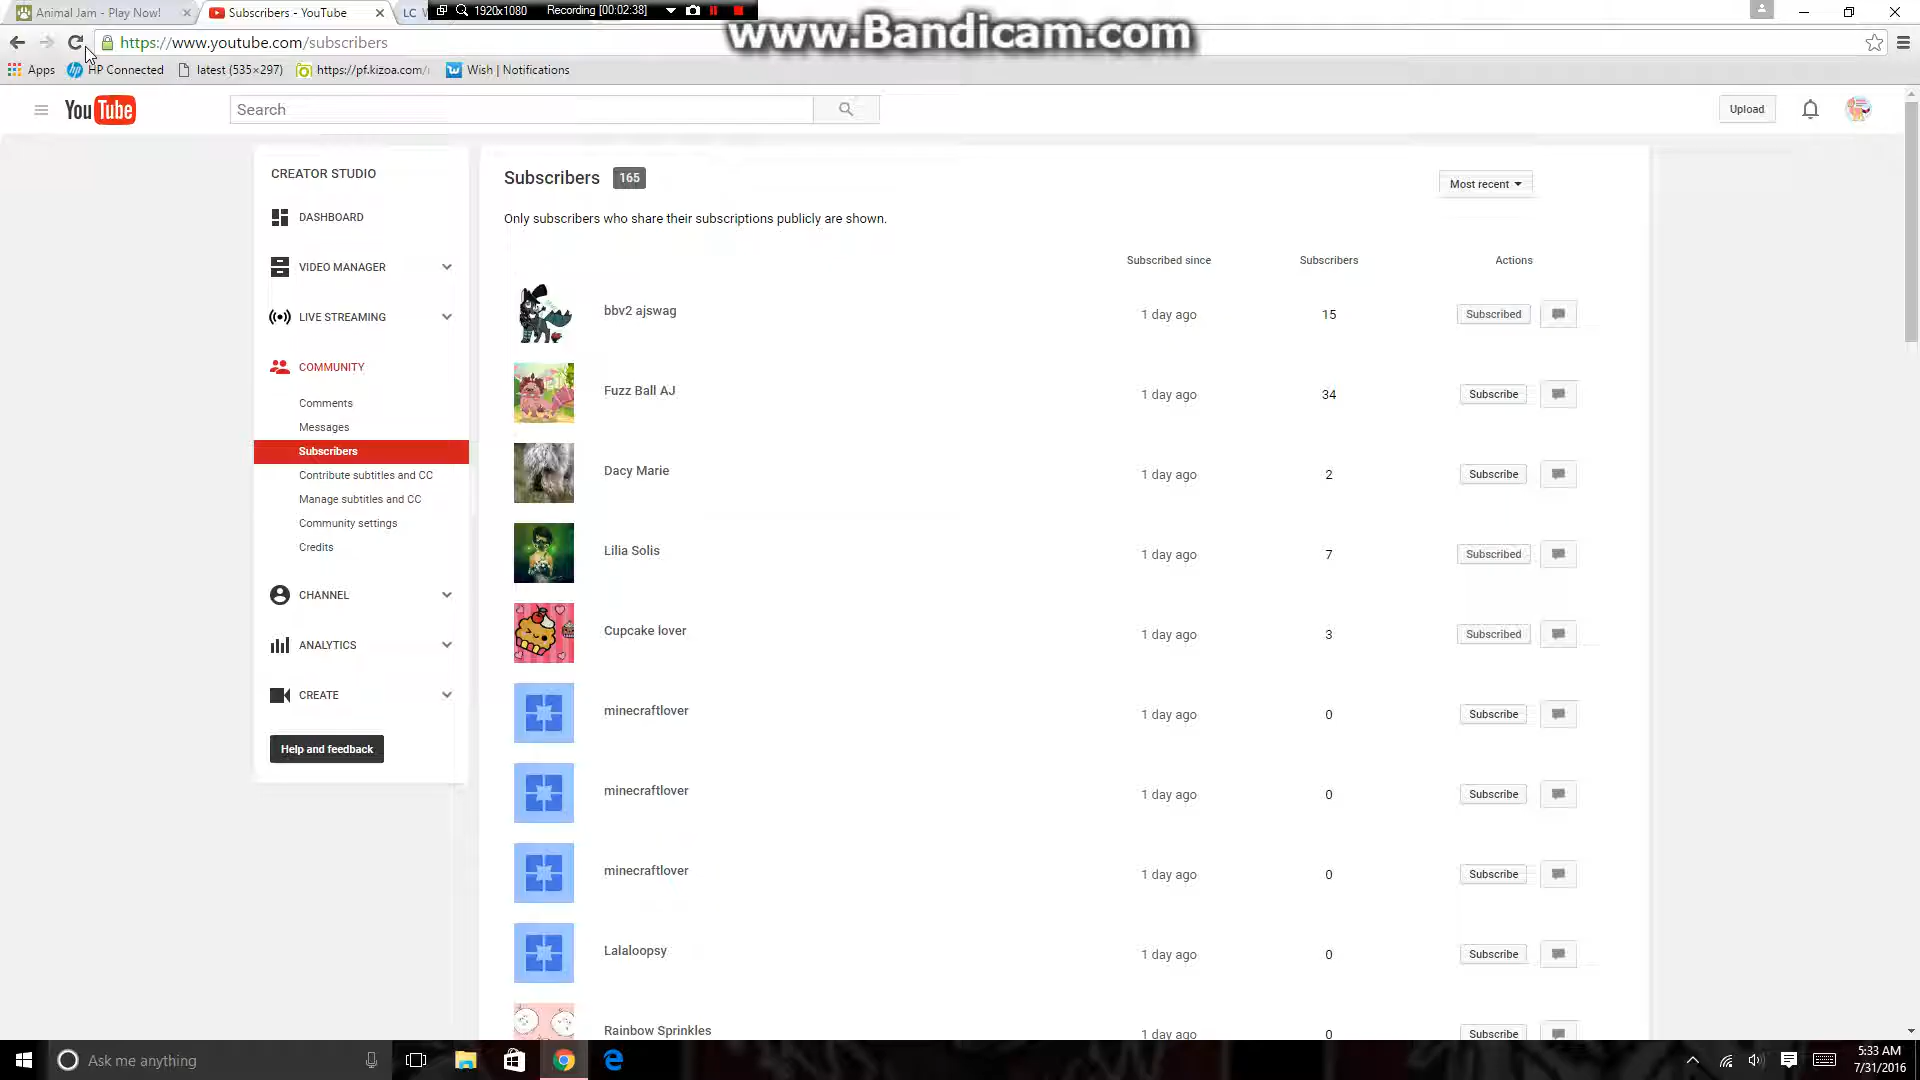 Animal Jam - Play Now!
Subscribers - YouTube
LC
1920x1080
Recording [00:02:38]
www.Bandicam.com
https://www.youtube.com/subscribers
Apps
HP Connected
latest (535×297)
https://pf.kizoa.com/
Wish | Notifications
YouTube
Search
Upload
CREATOR STUDIO
DASHBOARD
VIDEO MANAGER
LIVE STREAMING
COMMUNITY
Comments
Messages
Subscribers
Contribute subtitles and CC
Manage subtitles and CC
Community settings
Credits
CHANNEL
ANALYTICS
CREATE
Help and feedback
Subscribers 165
Most recent
Only subscribers who share their subscriptions publicly are shown.
Subscribed since Subscribers Actions
bbv2 ajswag 1 day ago 15 Subscribed
Fuzz Ball AJ 1 day ago 34 Subscribe
Dacy Marie 1 day ago 2 Subscribe
Lilia Solis 1 day ago 7 Subscribed
Cupcake lover 1 day ago 3 Subscribed
minecraftlover 1 day ago 0 Subscribe
minecraftlover 1 day ago 0 Subscribe
minecraftlover 1 day ago 0 Subscribe
Lalaloopsy 1 day ago 0 Subscribe
Rainbow Sprinkles 1 day ago 0 Subscribe
Ask me anything
5:33 AM
7/31/2016